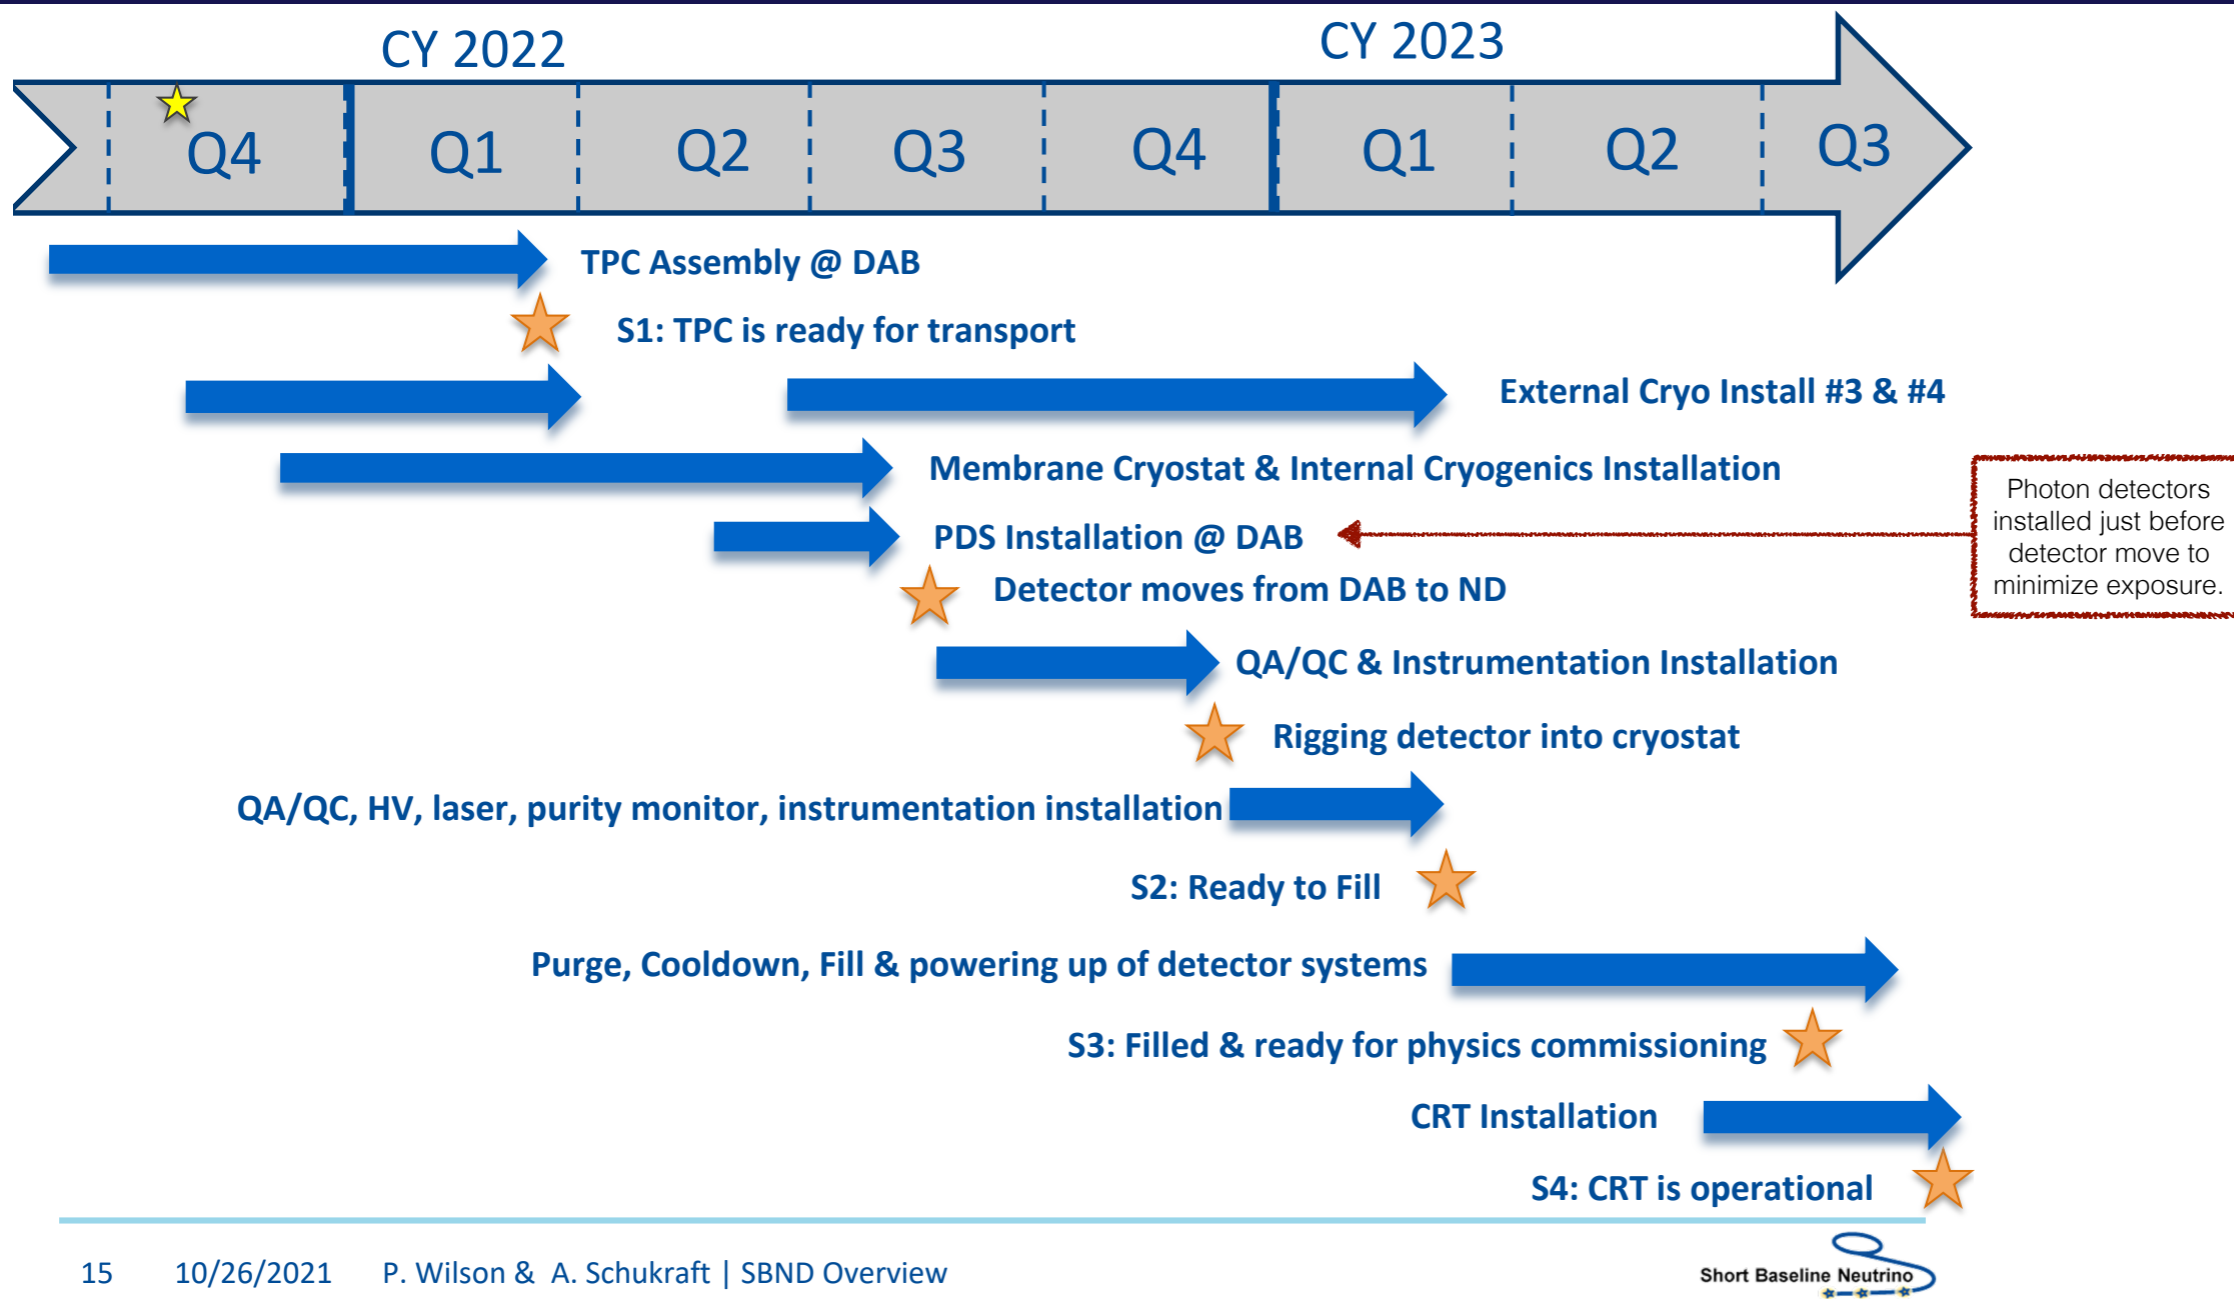 CY 2022
CY 2023
Q4
Q1
Q2
Q3
Q4
Q1
Q2
Q3
TPC Assembly @ DAB
S1: TPC is ready for transport
External Cryo Install #3 & #4
Membrane Cryostat & Internal Cryogenics Installation
PDS Installation @ DAB
Photon detectors
installed just before
detector move to
minimize exposure.
Detector moves from DAB to ND
QA/QC & Instrumentation Installation
Rigging detector into cryostat
QA/QC, HV, laser, purity monitor, instrumentation installation
S2: Ready to Fill
Purge, Cooldown, Fill & powering up of detector systems
S3: Filled & ready for physics commissioning
CRT Installation
S4: CRT is operational
15 10/26/2021 P. Wilson & A. Schukraft | SBND Overview
Short Baseline Neutrino